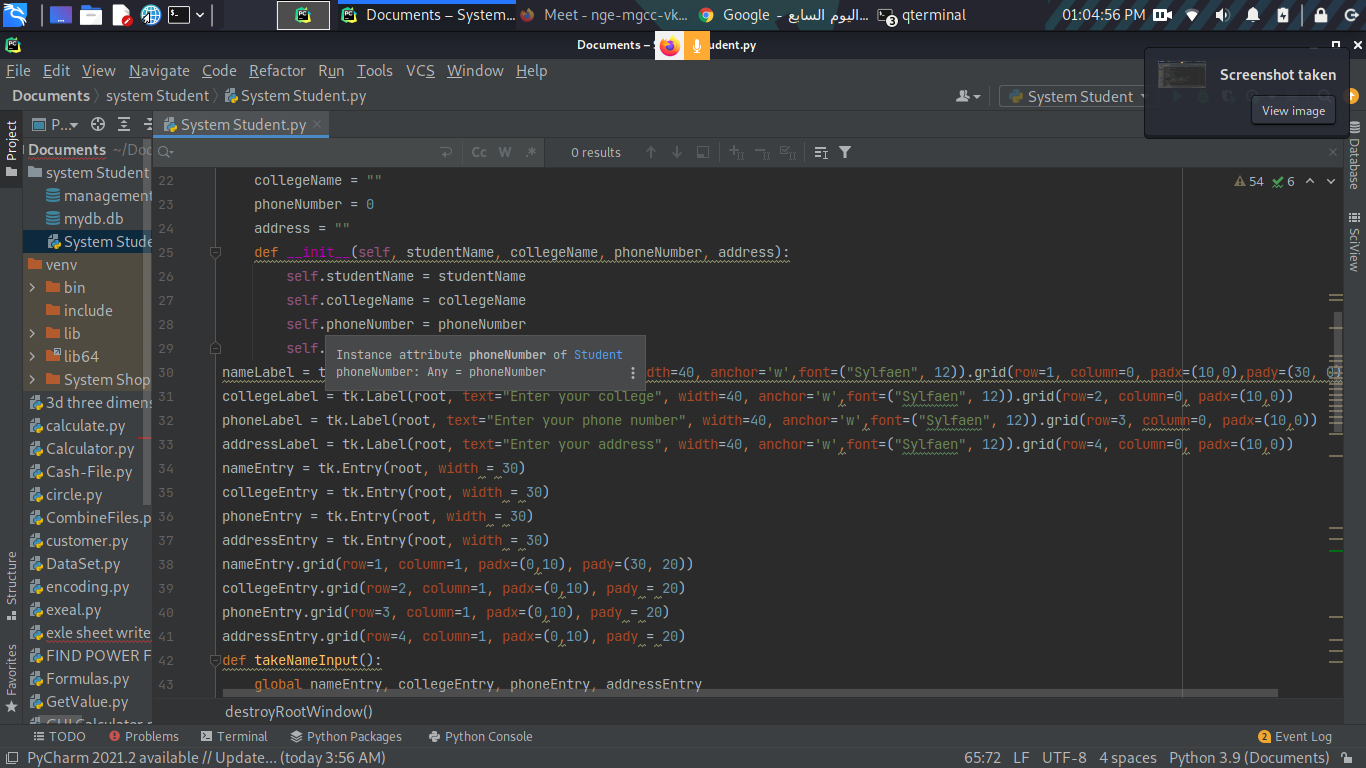 Documents – System...
Meet - nge-mgcc-vk...
Google - اليوم السابع...
3
qterminal
01:04:56 PM
PC
Documents –
udent.py
File Edit View Navigate Code Refactor Run Tools VCS Window Help
Screenshot taken
View image
Documents
system Student
System Student.py
System Student
Project
P...
System Student.py
Documents ~/Doc
Cc W .*
0 results
Database
SciView
system Student
management
mydb.db
System Stude
venv
bin
include
lib
lib64
System Shop
3d three dimens
calculate.py
Calculator.py
Cash-File.py
circle.py
CombineFiles.p
customer.py
DataSet.py
encoding.py
exeal.py
exle sheet write
FIND POWER F
Formulas.py
GetValue.py
Structure
Favorites
54 6
22 collegeName = ""
23 phoneNumber = 0
24 address = ""
25 def __init__(self, studentName, collegeName, phoneNumber, address):
26 self.studentName = studentName
27 self.collegeName = collegeName
28 self.phoneNumber = phoneNumber
29 self.
Instance attribute phoneNumber of Student
phoneNumber: Any = phoneNumber
30 nameLabel = t idth=40, anchor='w',font=("Sylfaen", 12)).grid(row=1, column=0, padx=(10,0),pady=(30, 0)
31 collegeLabel = tk.Label(root, text="Enter your college", width=40, anchor='w',font=("Sylfaen", 12)).grid(row=2, column=0, padx=(10,0))
32 phoneLabel = tk.Label(root, text="Enter your phone number", width=40, anchor='w',font=("Sylfaen", 12)).grid(row=3, column=0, padx=(10,0))
33 addressLabel = tk.Label(root, text="Enter your address", width=40, anchor='w',font=("Sylfaen", 12)).grid(row=4, column=0, padx=(10,0))
34 nameEntry = tk.Entry(root, width = 30)
35 collegeEntry = tk.Entry(root, width = 30)
36 phoneEntry = tk.Entry(root, width = 30)
37 addressEntry = tk.Entry(root, width = 30)
38 nameEntry.grid(row=1, column=1, padx=(0,10), pady=(30, 20))
39 collegeEntry.grid(row=2, column=1, padx=(0,10), pady = 20)
40 phoneEntry.grid(row=3, column=1, padx=(0,10), pady = 20)
41 addressEntry.grid(row=4, column=1, padx=(0,10), pady = 20)
42 def takeNameInput():
43 global nameEntry, collegeEntry, phoneEntry, addressEntry
destroyRootWindow()
TODO Problems Terminal Python Packages Python Console
2 Event Log
PyCharm 2021.2 available // Update... (today 3:56 AM)
65:72 LF UTF-8 4 spaces Python 3.9 (Documents)